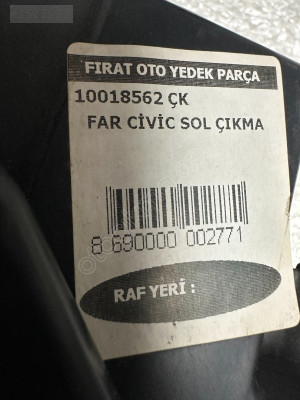 FIRAT OTO YEDEK PARÇA
10018562 ÇK
FAR CİVİC SOL ÇIKMA
8 690000 002771
RAF YERİ :